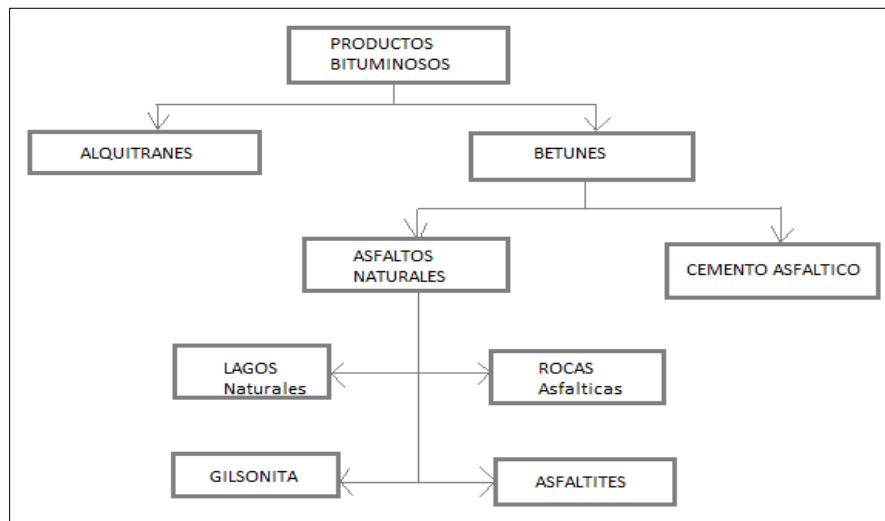 PRODUCTOS
BITUMINOSOS
ALQUITRANES
BETUNES
ASFALTOS
NATURALES
CEMENTO ASFALTICO
LAGOS
Naturales
ROCAS
Asfalticas
GILSONITA
ASFALTITES